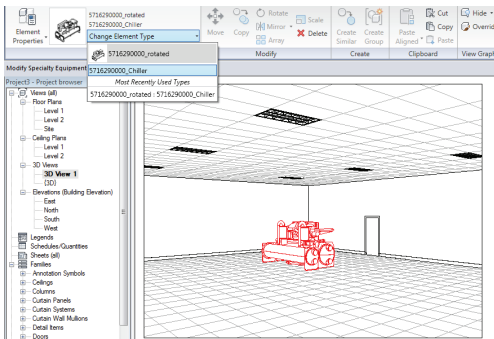 Element
Properties
5716290000_rotated
5716290000_Chiller
Change Element Type
5716290000_rotated
5716290000_Chiller
Most Recently Used Types
5716290000_rotated : 5716290000_Chiller
Move
Copy
Rotate
Mirror
Array
Scale
Delete
Modify
Create
Similar
Create
Group
Create
Paste
Aligned
Cut
Copy
Paste
Clipboard
Hide
Overrid
View Graph
Modify Specialty Equipment
Project3 - Project browser
Views (all)
Floor Plans
Level 1
Level 2
Site
Ceiling Plans
Level 1
Level 2
3D Views
3D View 1
{3D}
Elevations (Building Elevation)
East
North
South
West
Legends
Schedules/Quantities
Sheets (all)
Families
Annotation Symbols
Ceilings
Columns
Curtain Panels
Curtain Systems
Curtain Wall Mullions
Detail Items
Doors